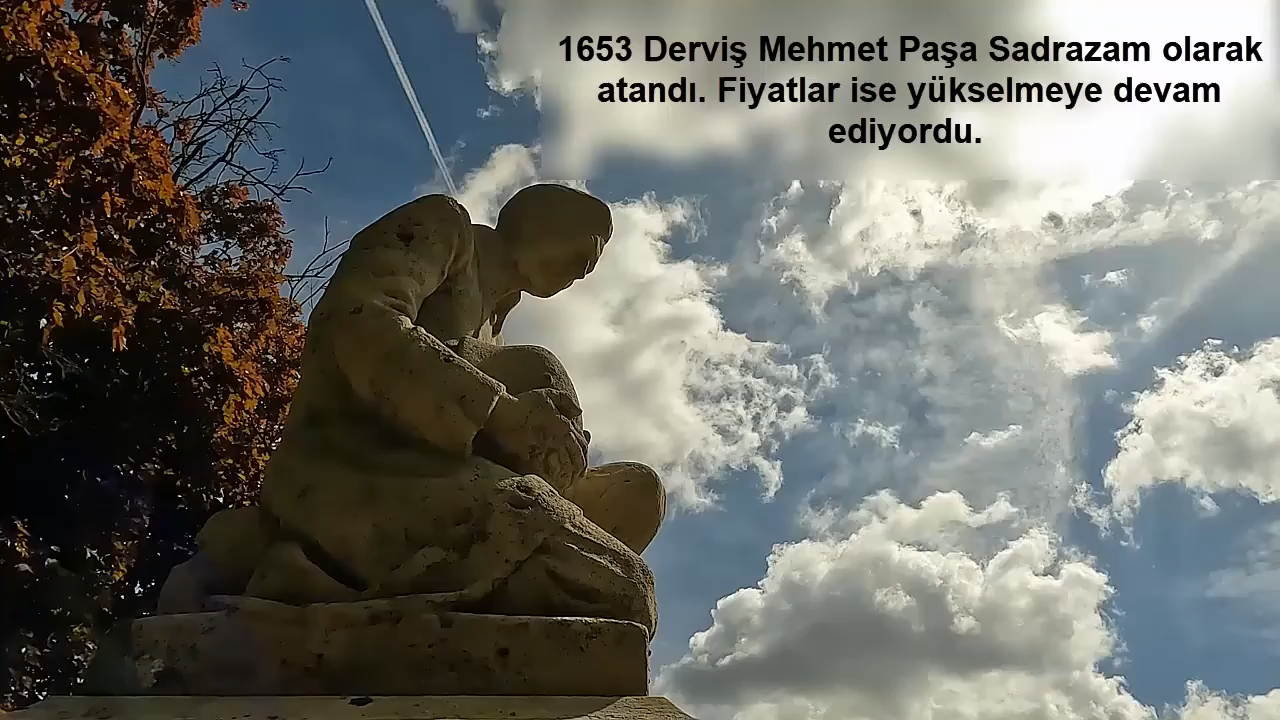 1653 Derviş Mehmet Paşa Sadrazam olarak
atandı. Fiyatlar ise yükselmeye devam
ediyordu.